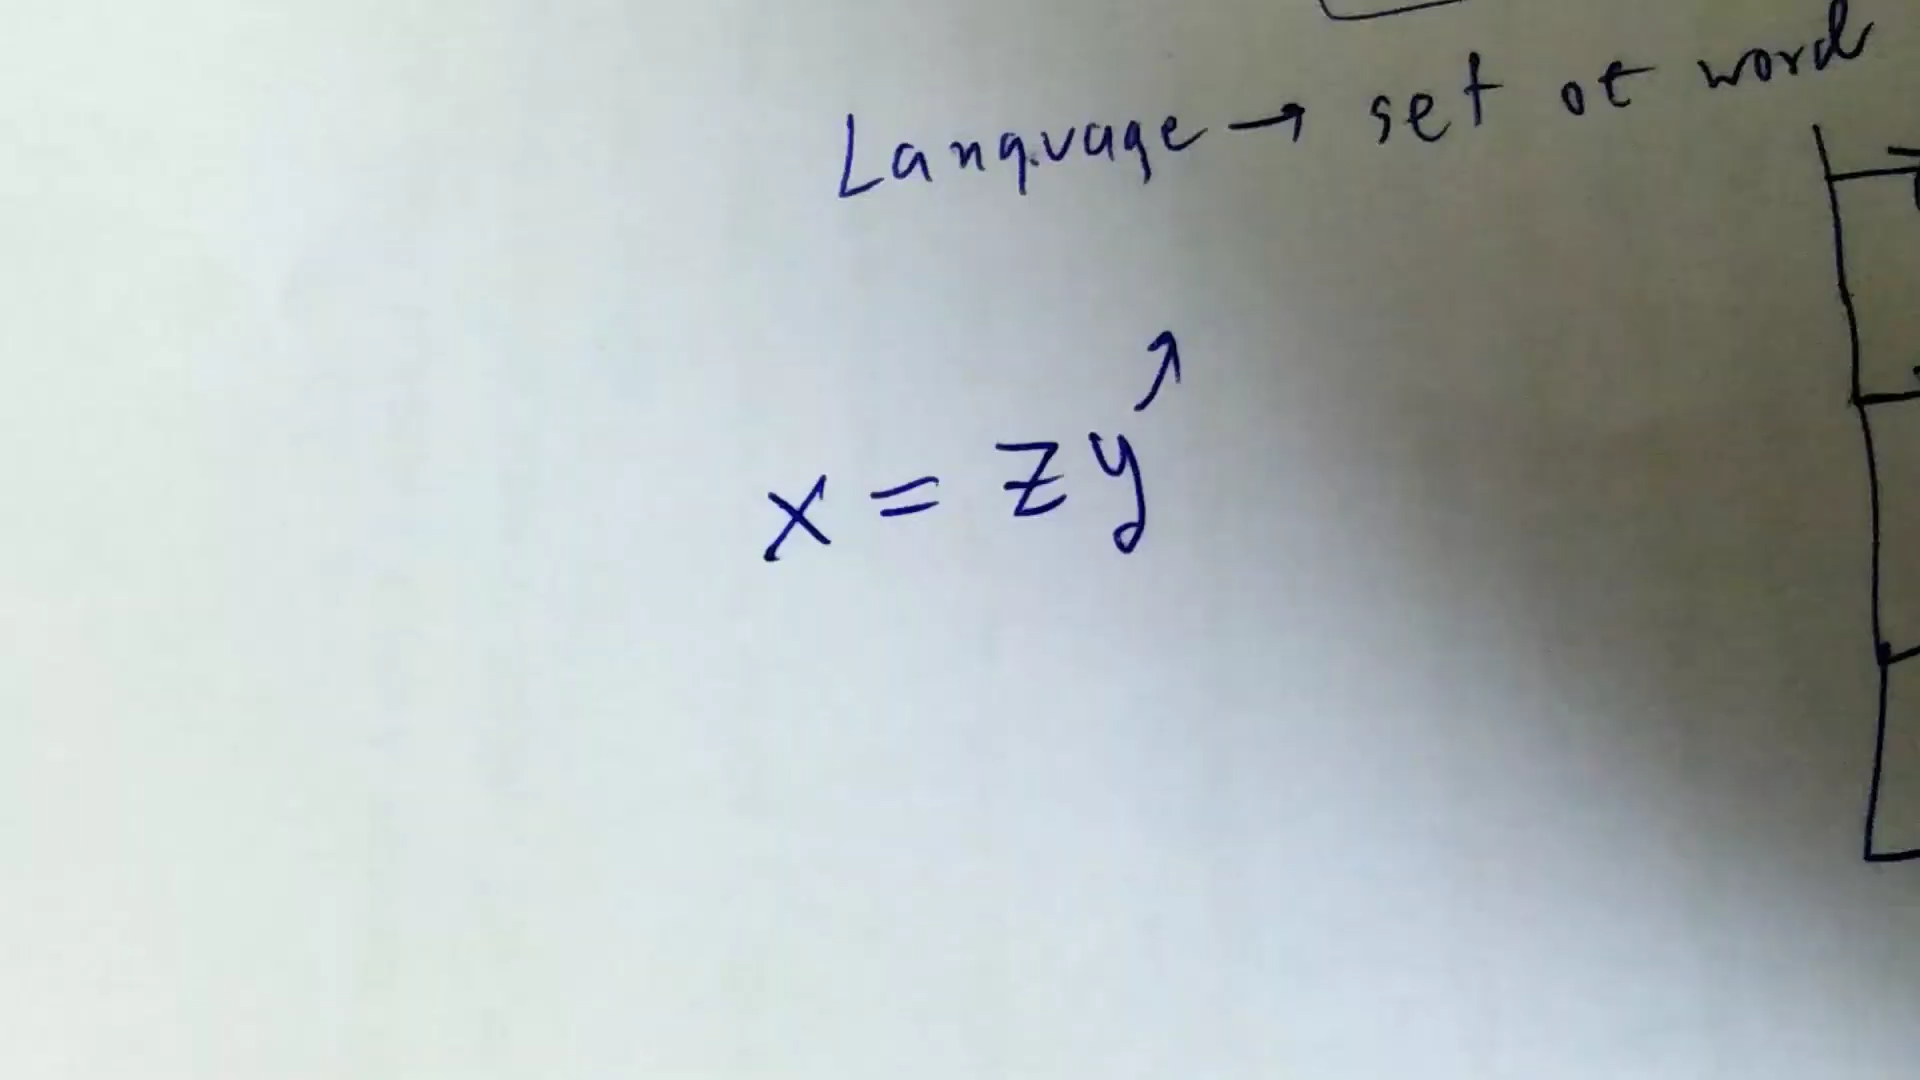 Language → set of word
x = zy